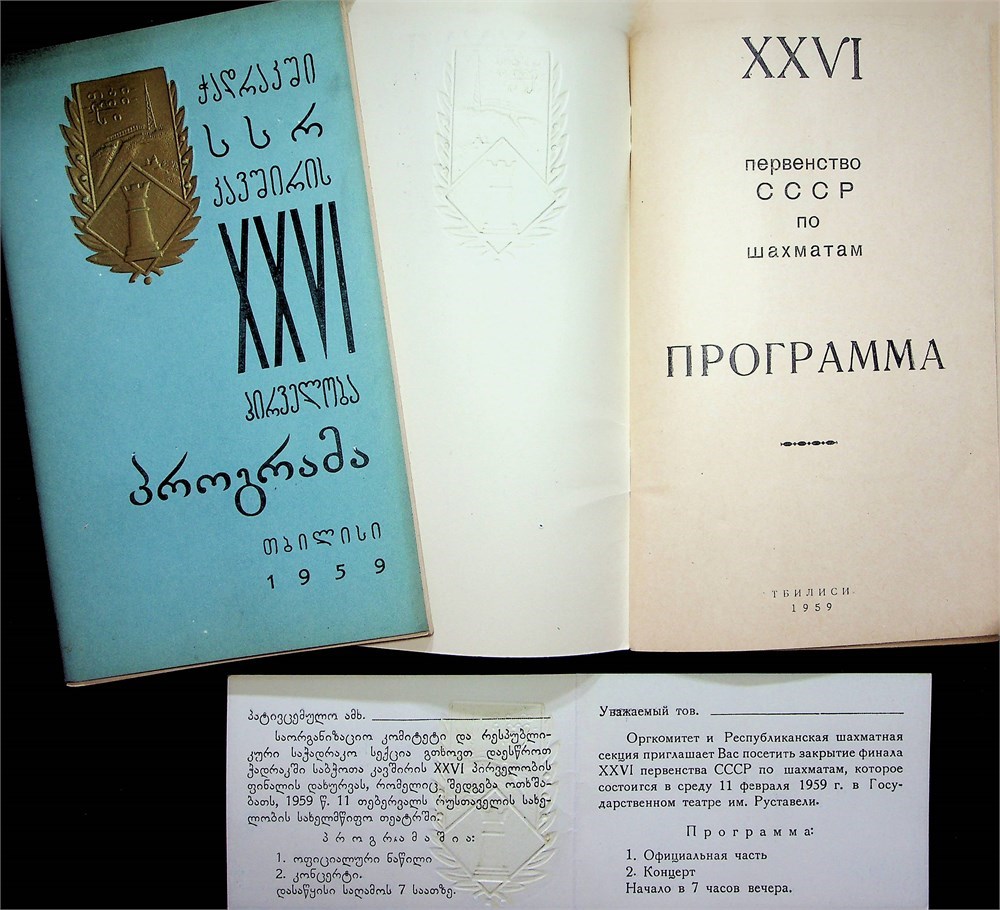 ჭადრაკში
სსრ
კავშირის
XXVI
პირველობა
პროგრამა
თბილისი
1959
XXVI
первенство
СССР
по
шахматам
ПРОГРАММА
ТБИЛИСИ
1959
პატივცემულო ამხ.
საორგანიზაციო კომიტეტი და რესპუბლი-
კური საჭადრაკო სექცია გთხოვთ დაესწროთ
ჭადრაკში საბჭოთა კავშირის XXVI პირველობის
ფინალის დახურვას, რომელიც შედგება ოთხშა-
ბათს, 1959 წ. 11 თებერვალს რუსთაველის სახე-
ლობის სახელმწიფო თეატრში.
პროგრამაშია:
1. ოფიციალური ნაწილი
2. კონცერტი.
დასაწყისი საღამოს 7 საათზე.
Уважаемый тов.
Оргкомитет и Республиканская шахматная
секция приглашает Вас посетить закрытие финала
XXVI первенства СССР по шахматам, которое
состоится в среду 11 февраля 1959 г. в Госу-
дарственном театре им. Руставели.
Программа:
1. Официальная часть
2. Концерт
Начало в 7 часов вечера.